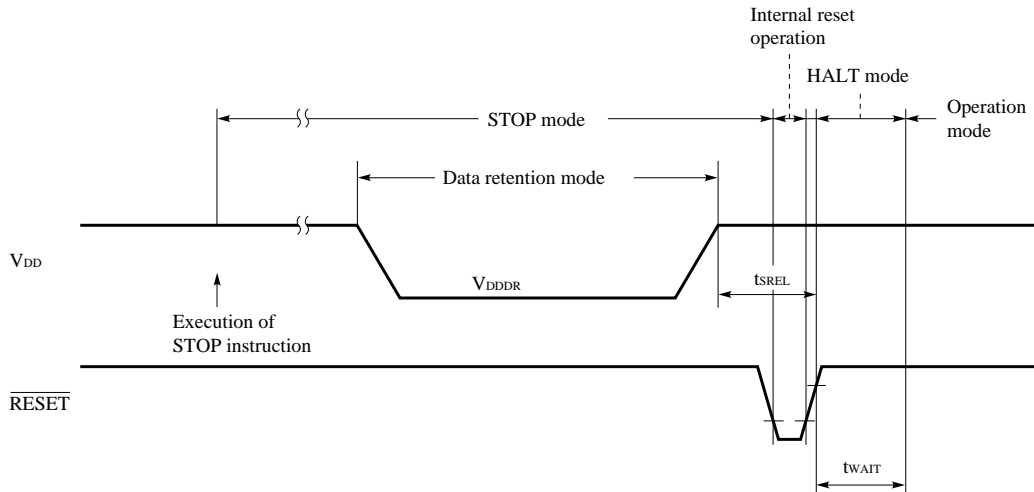 Internal reset
operation
HALT mode
STOP mode
Operation
mode
Data retention mode
VDD
VDDDR
tSREL
Execution of
STOP instruction
RESET
tWAIT